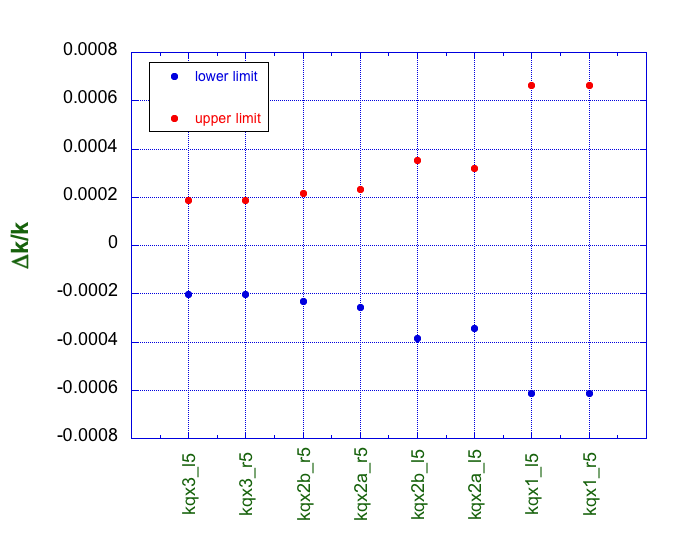 0.0008
0.0006
0.0004
0.0002
0
-0.0002
-0.0004
-0.0006
-0.0008
Δk/k
lower limit
upper limit
kqx3_l5
kqx3_r5
kqx2b_r5
kqx2a_r5
kqx2b_l5
kqx2a_l5
kqx1_l5
kqx1_r5